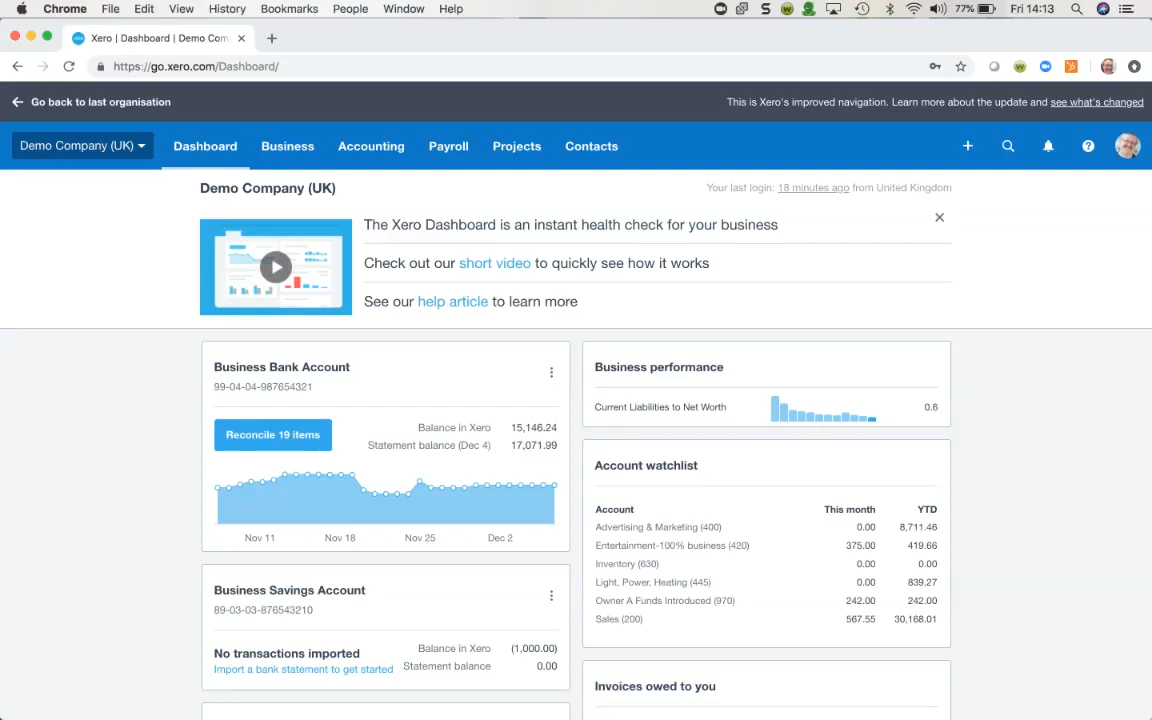 Chrome File Edit View History Bookmarks People Window Help 77% Fri 14:13
Xero | Dashboard | Demo Com
https://go.xero.com/Dashboard/
Go back to last organisation
This is Xero's improved navigation. Learn more about the update and see what's changed
Demo Company (UK) Dashboard Business Accounting Payroll Projects Contacts
Demo Company (UK)
Your last login: 18 minutes ago from United Kingdom
The Xero Dashboard is an instant health check for your business
Check out our short video to quickly see how it works
See our help article to learn more
Business Bank Account
99-04-04-987654321
Reconcile 19 items
Balance in Xero 15,146.24
Statement balance (Dec 4) 17,071.99
Nov 11 Nov 18 Nov 25 Dec 2
Business Savings Account
89-03-03-876543210
No transactions imported
Import a bank statement to get started
Balance in Xero (1,000.00)
Statement balance 0.00
Business performance
Current Liabilities to Net Worth 0.6
Account watchlist
Account This month YTD
Advertising & Marketing (400) 0.00 8,711.46
Entertainment-100% business (420) 375.00 419.66
Inventory (630) 0.00 0.00
Light, Power, Heating (445) 0.00 839.27
Owner A Funds Introduced (970) 242.00 242.00
Sales (200) 567.55 30,168.01
Invoices owed to you